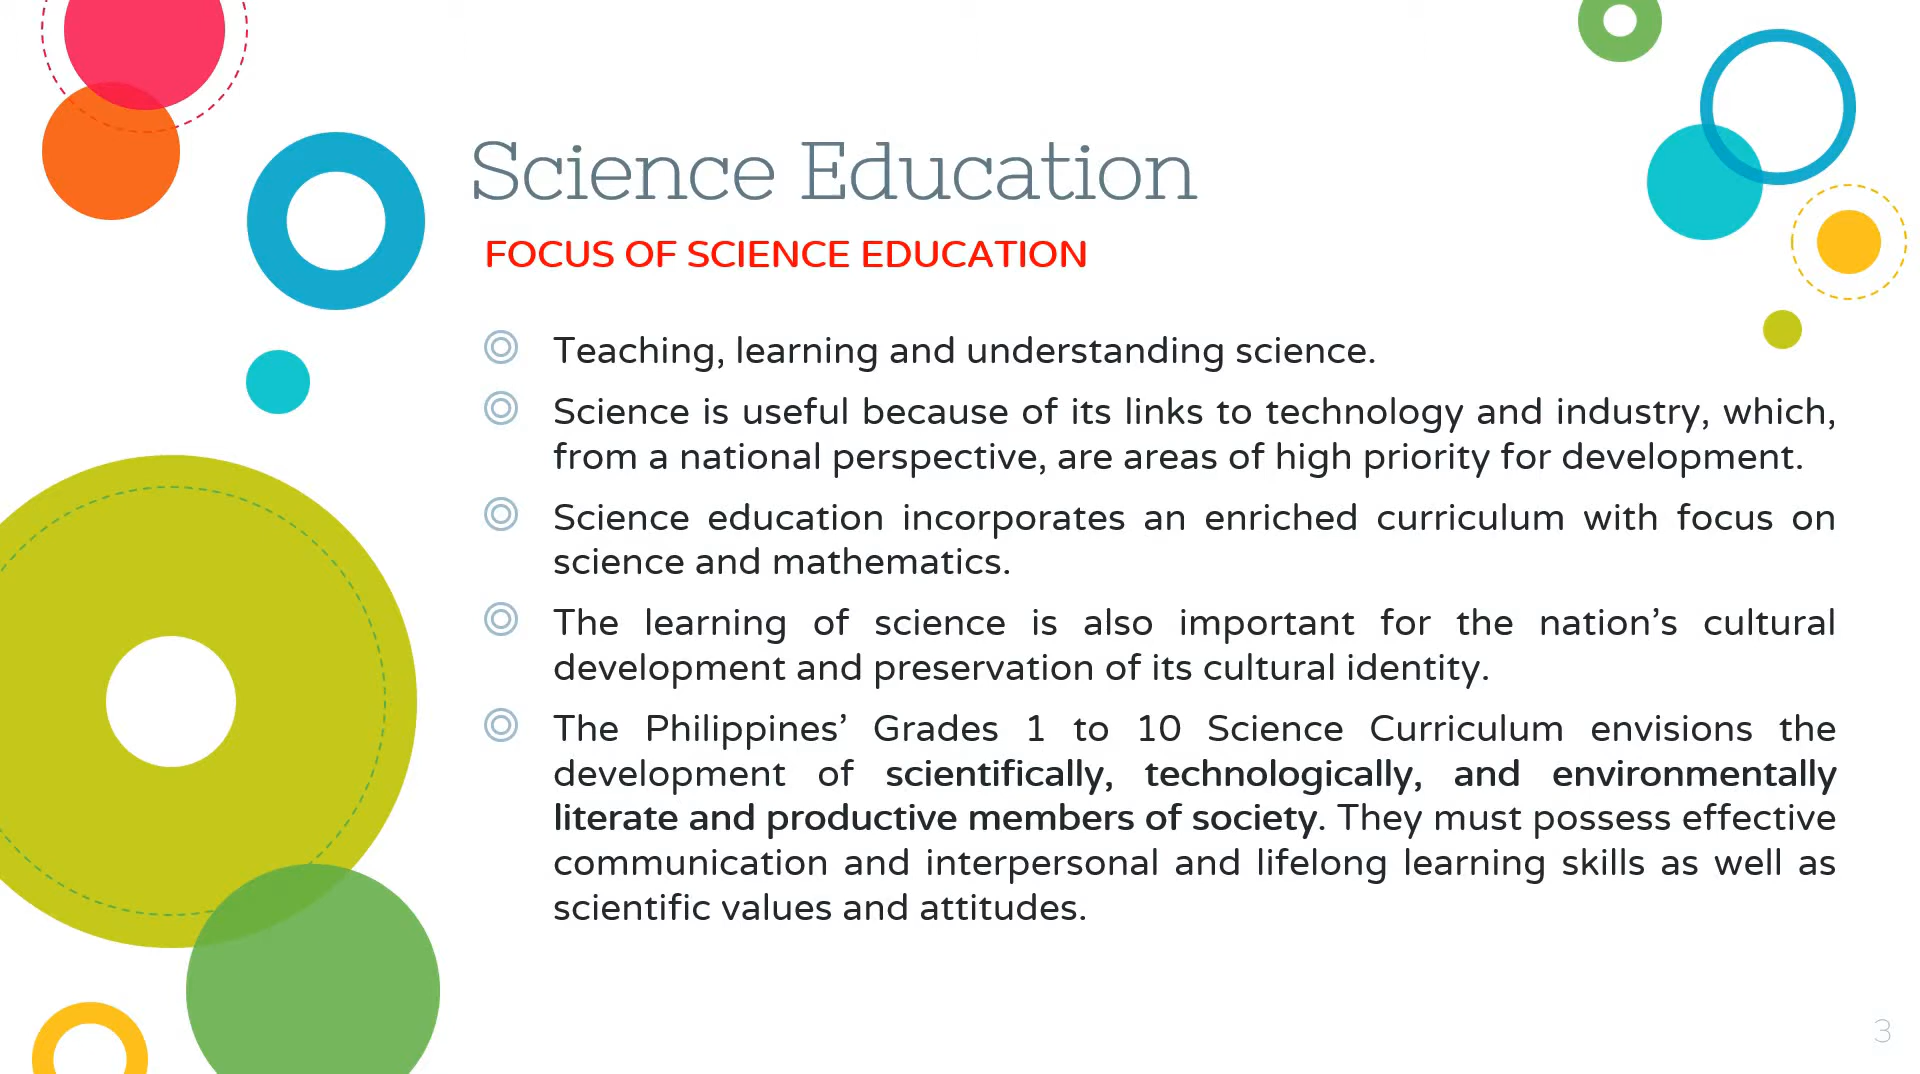 Science Education
FOCUS OF SCIENCE EDUCATION
Teaching, learning and understanding science.
Science is useful because of its links to technology and industry, which,
from a national perspective, are areas of high priority for development.
Science education incorporates an enriched curriculum with focus on
science and mathematics.
The learning of science is also important for the nation’s cultural
development and preservation of its cultural identity.
The Philippines’ Grades 1 to 10 Science Curriculum envisions the
development of scientifically, technologically, and environmentally
literate and productive members of society. They must possess effective
communication and interpersonal and lifelong learning skills as well as
scientific values and attitudes.
3